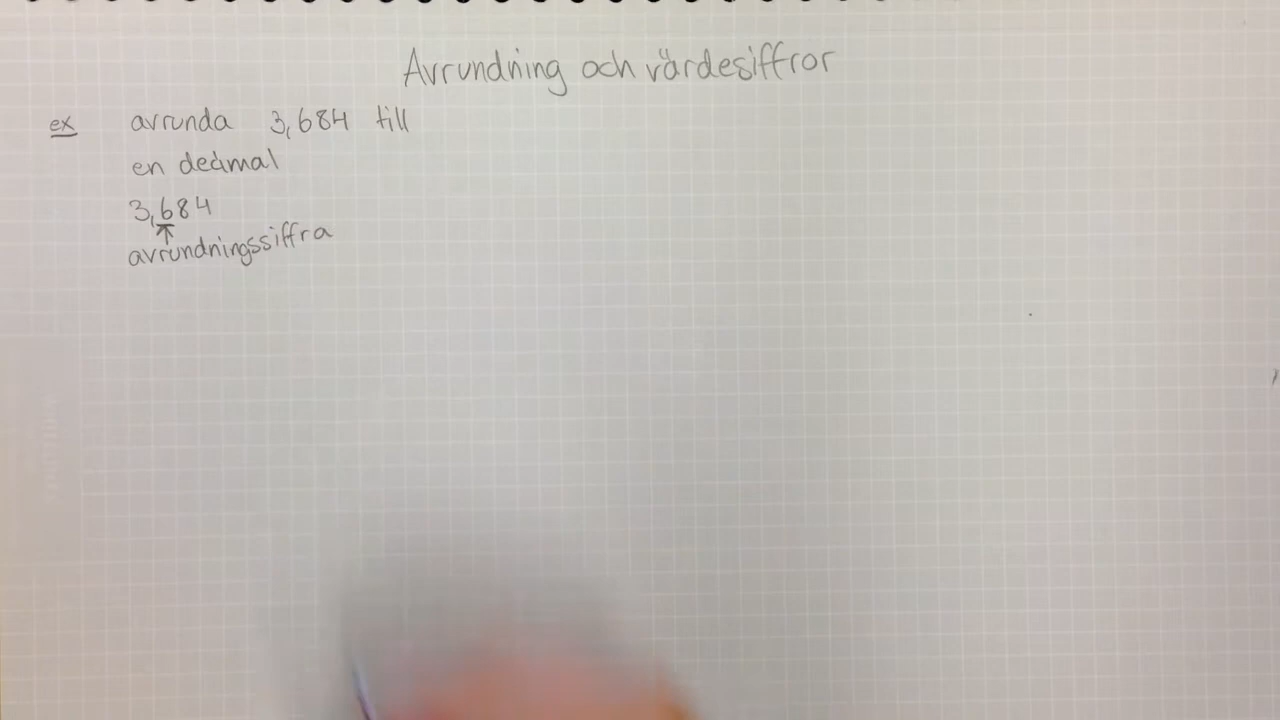 Avrundning och värdesiffror
ex avrunda 3,684 till
en decimal
3,684
avrundningssiffra